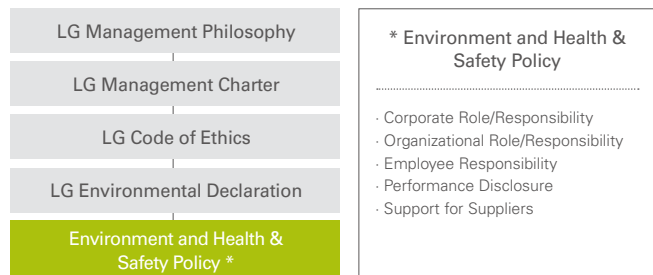 LG Management Philosophy
LG Management Charter
LG Code of Ethics
LG Environmental Declaration
Environment and Health &
Safety Policy *
* Environment and Health &
Safety Policy
· Corporate Role/Responsibility
· Organizational Role/Responsibility
· Employee Responsibility
· Performance Disclosure
· Support for Suppliers